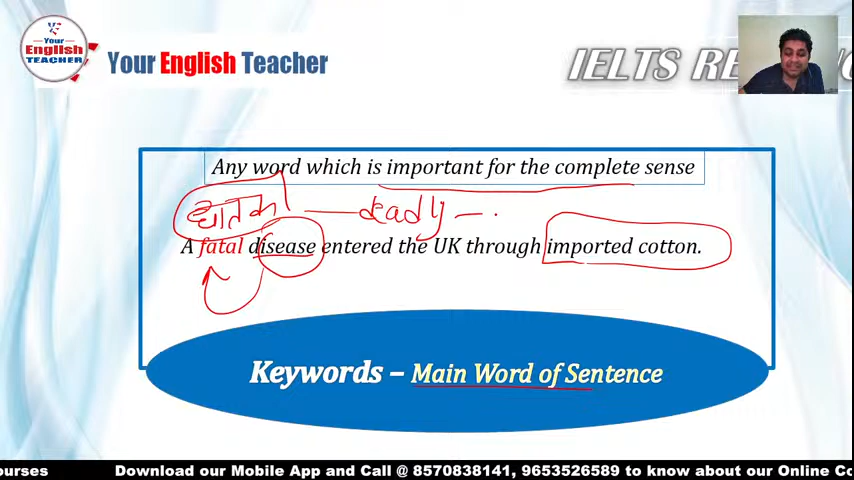 Your
English
TEACHER
Your English Teacher
IELTS RE
Any word which is important for the complete sense
घातक — deadly —
A fatal disease entered the UK through imported cotton.
Keywords – Main Word of Sentence
ourses Download our Mobile App and Call @ 8570838141, 9653526589 to know about our Online Co